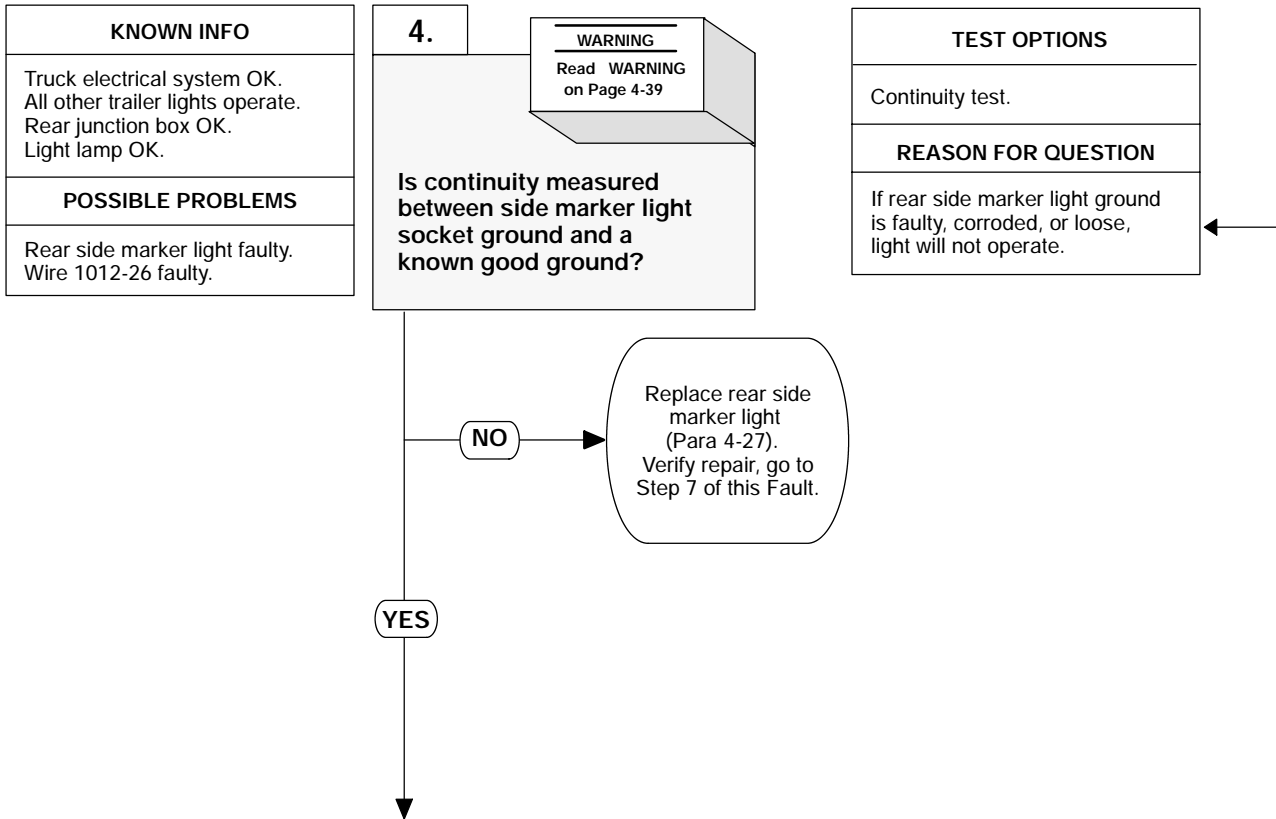 KNOWN INFO
Truck electrical system OK.
All other trailer lights operate.
Rear junction box OK.
Light lamp OK.
POSSIBLE PROBLEMS
Rear side marker light faulty.
Wire 1012-26 faulty.
4.
WARNING
Read WARNING
on Page 4-39
Is continuity measured
between side marker light
socket ground and a
known good ground?
TEST OPTIONS
Continuity test.
REASON FOR QUESTION
If rear side marker light ground
is faulty, corroded, or loose,
light will not operate.
NO
Replace rear side
marker light
(Para 4-27).
Verify repair, go to
Step 7 of this Fault.
YES